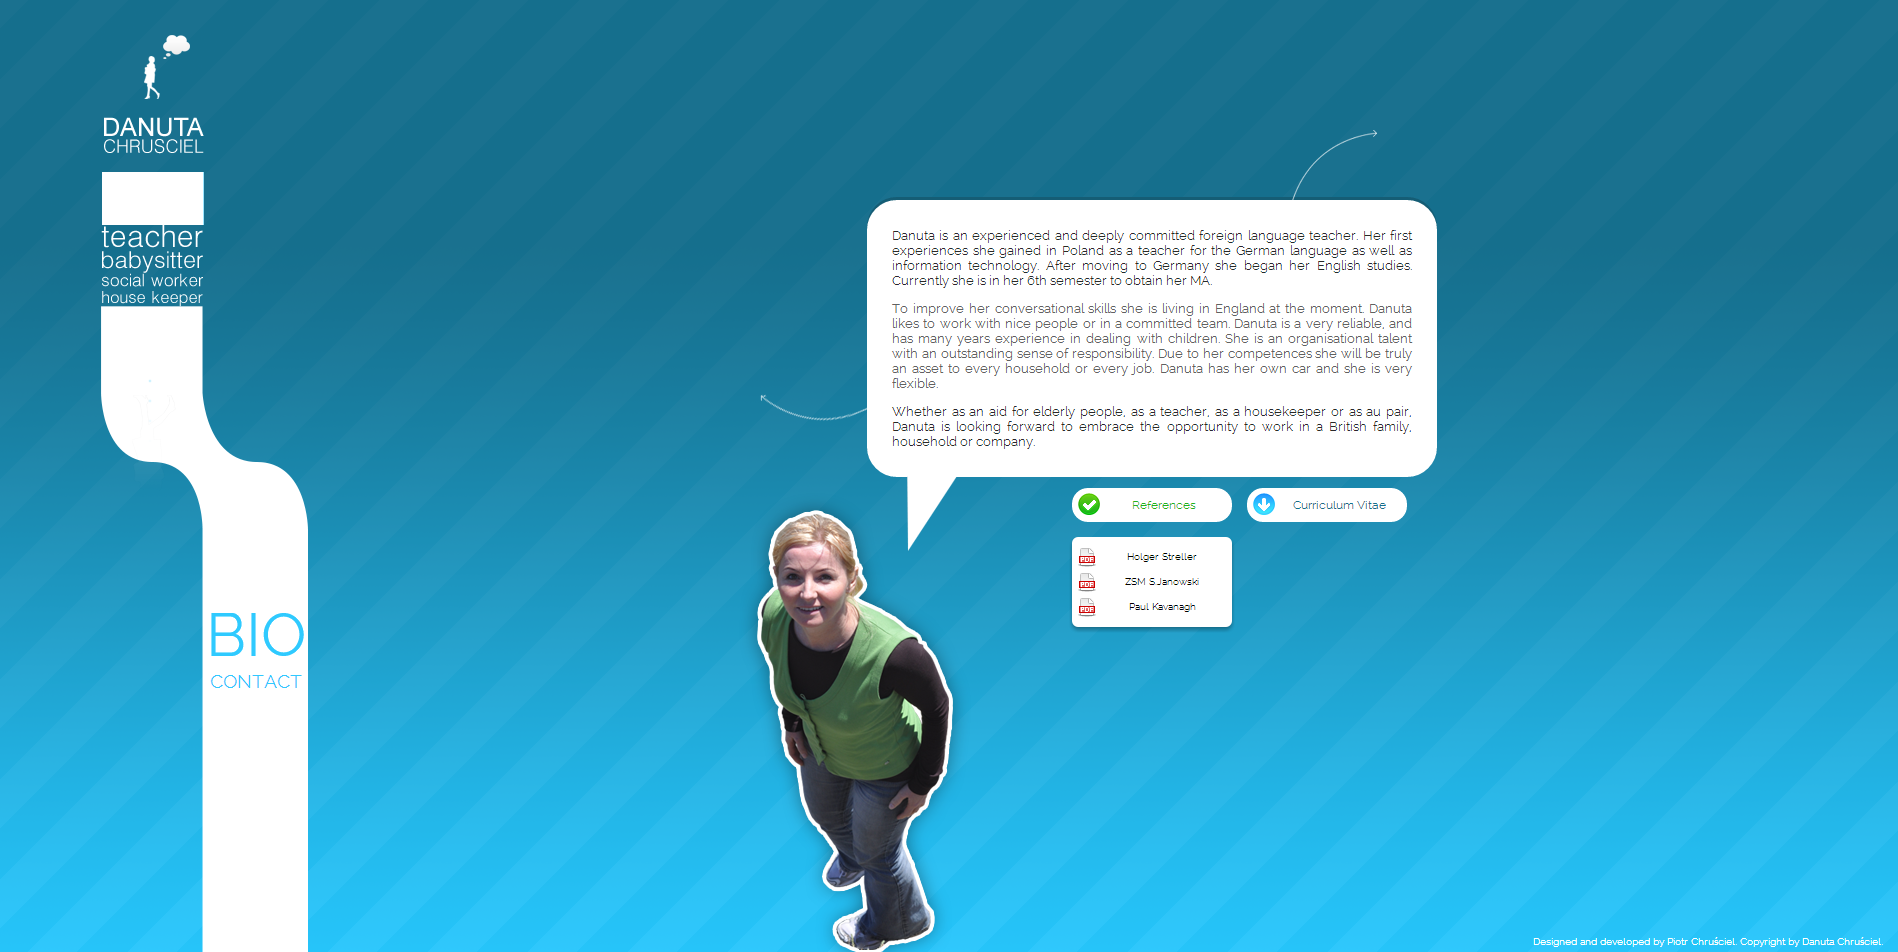 DANUTA
CHRUSCIEL
teacher
babysitter
social worker
house keeper
BIO
CONTACT
Danuta is an experienced and deeply committed foreign language teacher. Her first
experiences she gained in Poland as a teacher for the German language as well as
information technology. After moving to Germany she began her English studies.
Currently she is in her 6th semester to obtain her MA.
To improve her conversational skills she is living in England at the moment. Danuta
likes to work with nice people or in a committed team. Danuta is a very reliable, and
has many years experience in dealing with children. She is an organisational talent
with an outstanding sense of responsibility. Due to her competences she will be truly
an asset to every household or every job. Danuta has her own car and she is very
flexible.
Whether as an aid for elderly people, as a teacher, as a housekeeper or as au pair,
Danuta is looking forward to embrace the opportunity to work in a British family,
household or company.
References
Curriculum Vitae
PDF Holger Streller
PDF ZSM S.Janowski
PDF Paul Kavanagh
Designed and developed by Piotr Chruściel. Copyright by Danuta Chruściel.